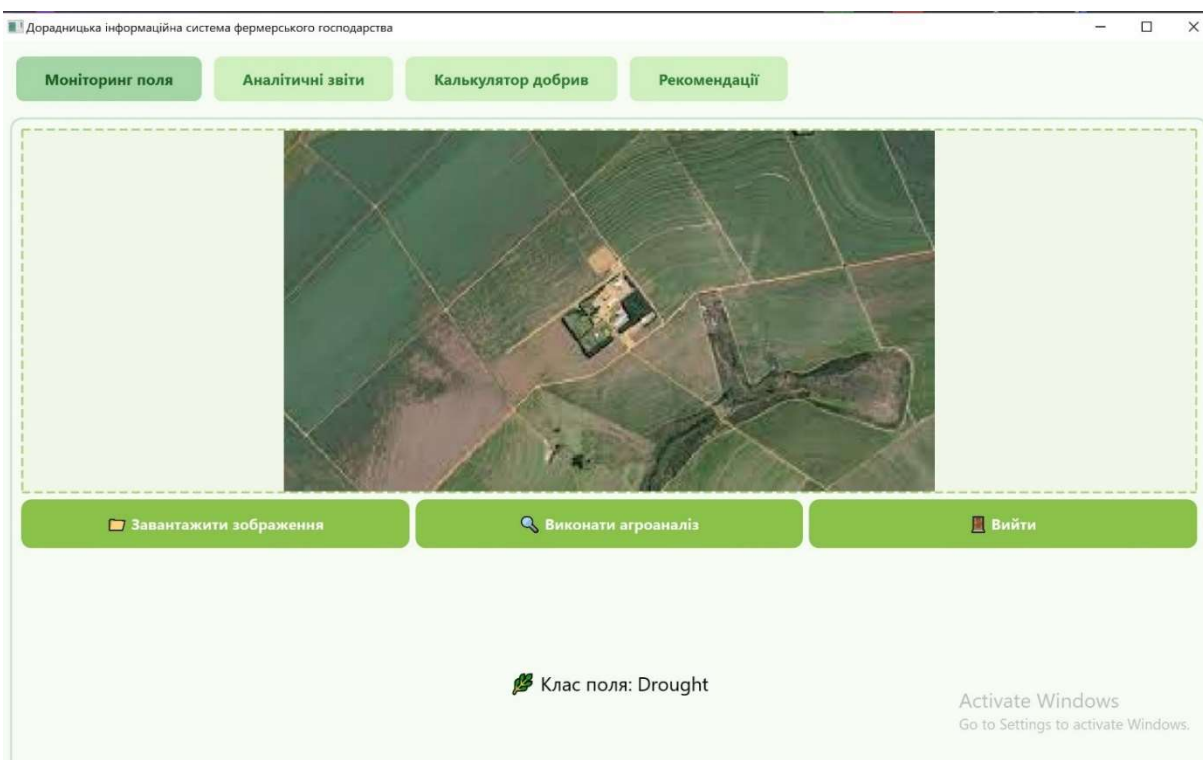 Дорадницька інформаційна система фермерського господарства
Моніторинг поля
Аналітичні звіти
Калькулятор добрив
Рекомендації
Завантажити зображення
Виконати агроаналіз
Вийти
Клас поля: Drought
Activate Windows
Go to Settings to activate Windows.